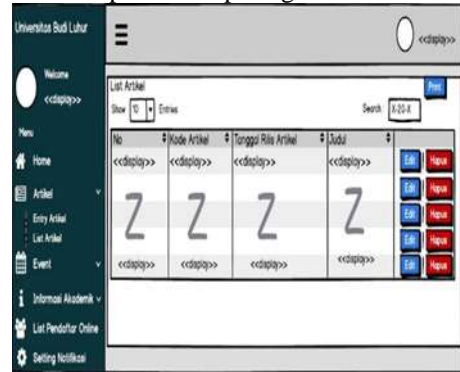 Universitas Budi Luhur
<<display>>
Welcome
<<display>>
Menu
Home
Artikel
Entry Artikel
List Artikel
Event
Informasi Akademik
List Pendaftar Online
Setting Notifikasi
List Artikel
Print
Show 10 Entries
Search: X-20-X
No Kode Artikel Tanggal Rilis Artikel Judul
<<display>> <<display>> <<display>> <<display>> Edit Hapus
Edit Hapus
Z Z Z Z Edit Hapus
Edit Hapus
<<display>> <<display>> <<display>> <<display>> Edit Hapus